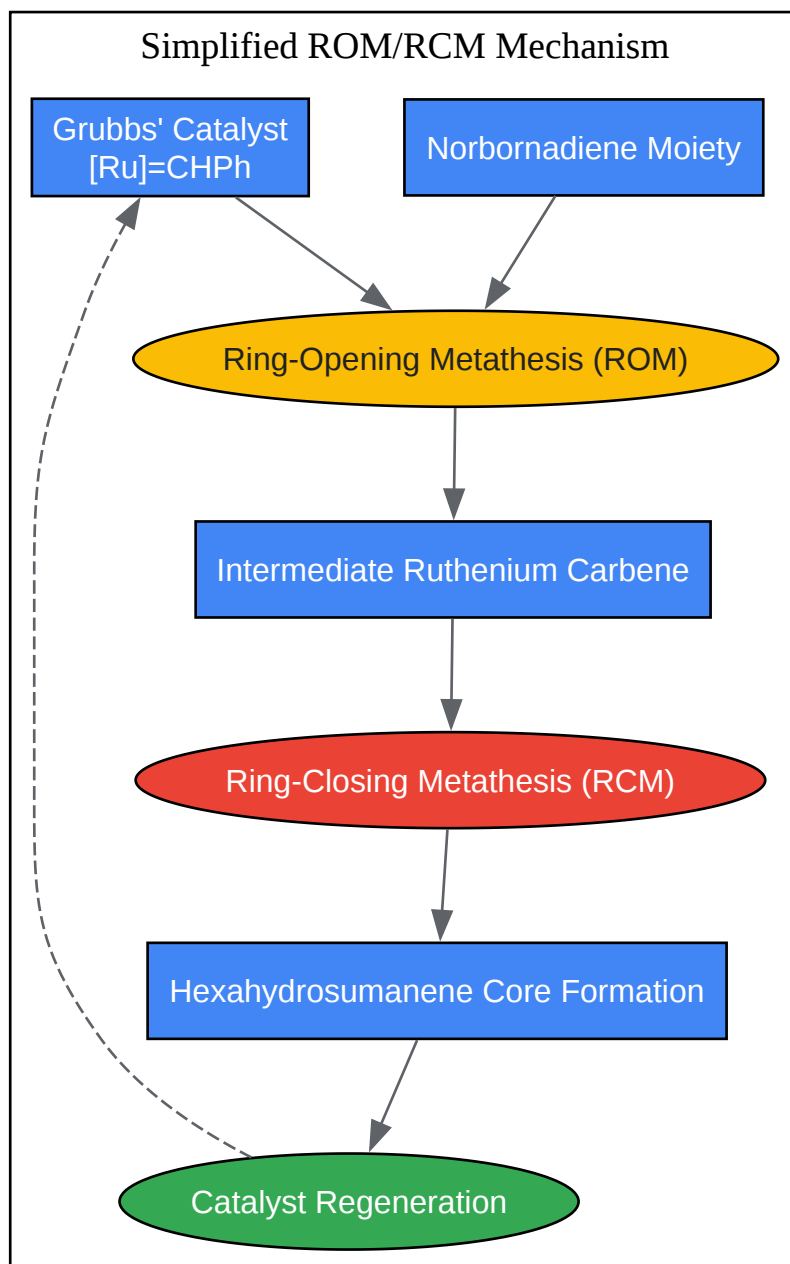 Simplified ROM/RCM Mechanism
Grubbs' Catalyst
[Ru]=CHPh
Norbornadiene Moiety
Ring-Opening Metathesis (ROM)
Intermediate Ruthenium Carbene
Ring-Closing Metathesis (RCM)
Hexahydrosumanene Core Formation
Catalyst Regeneration